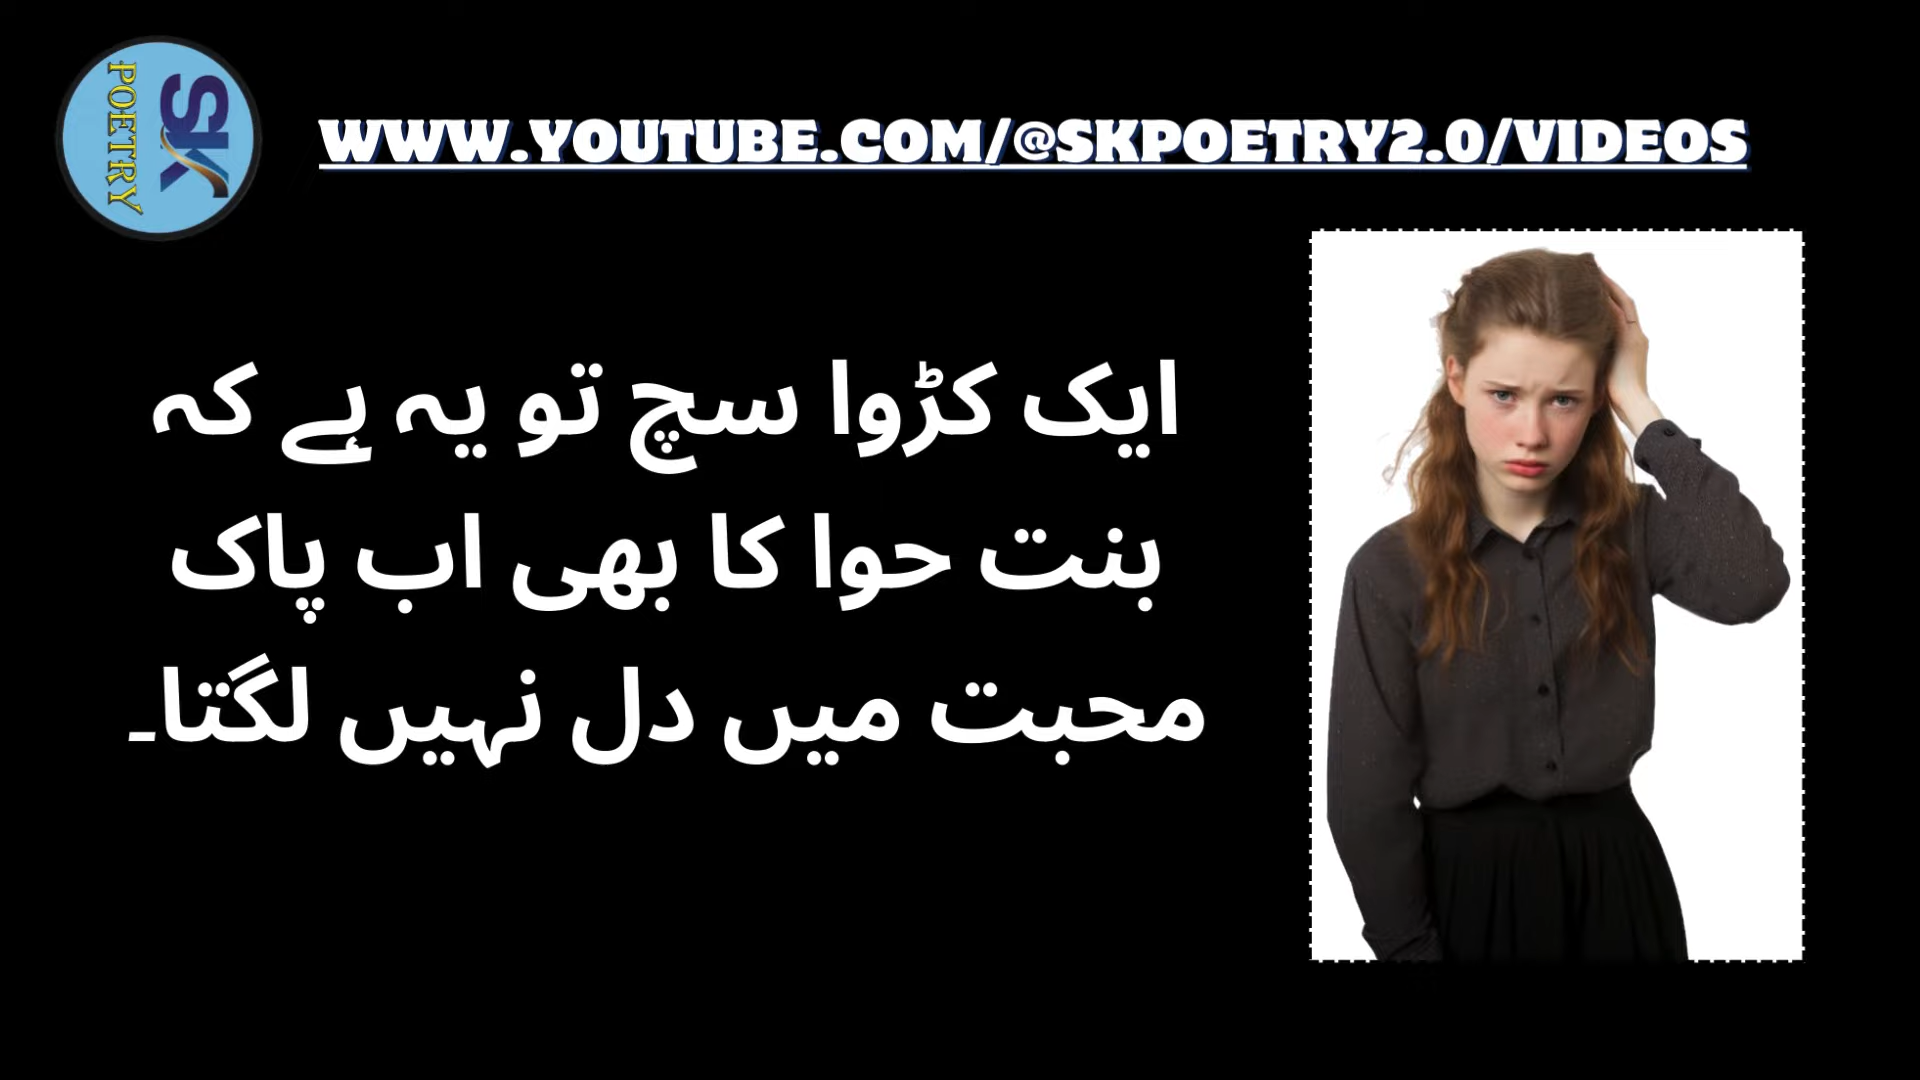 SK
POETRY
WWW.YOUTUBE.COM/@SKPOETRY2.0/VIDEOS
ایک کڑوا سچ تو یہ ہے کہ
بنت حوا کا بھی اب پاک
محبت میں دل نہیں لگتا۔